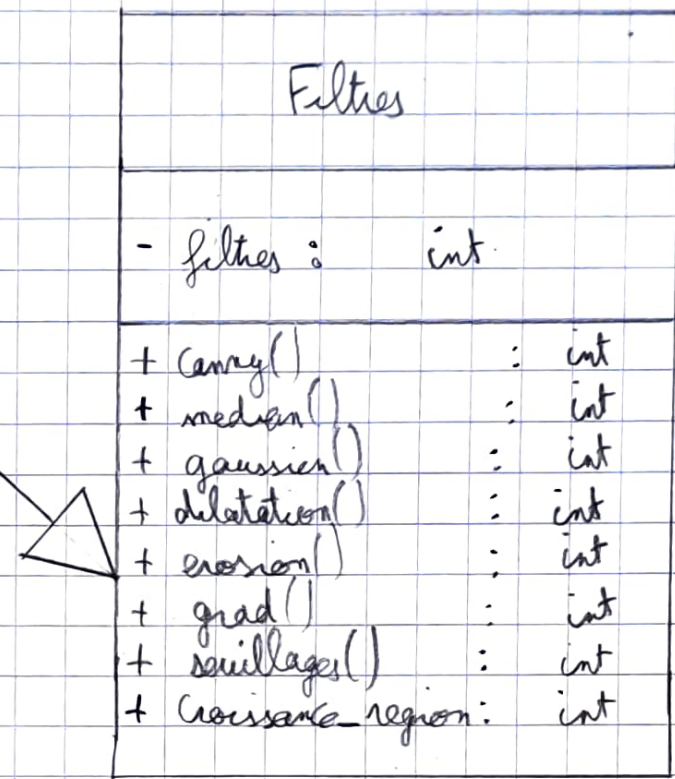 Filtres
- filtres : int
+ Canny() : int
+ median() : int
+ gaussien() : int
+ dilatation() : int
+ erosion() : int
+ grad() : int
+ seuillages() : int
+ Croissance_region : int